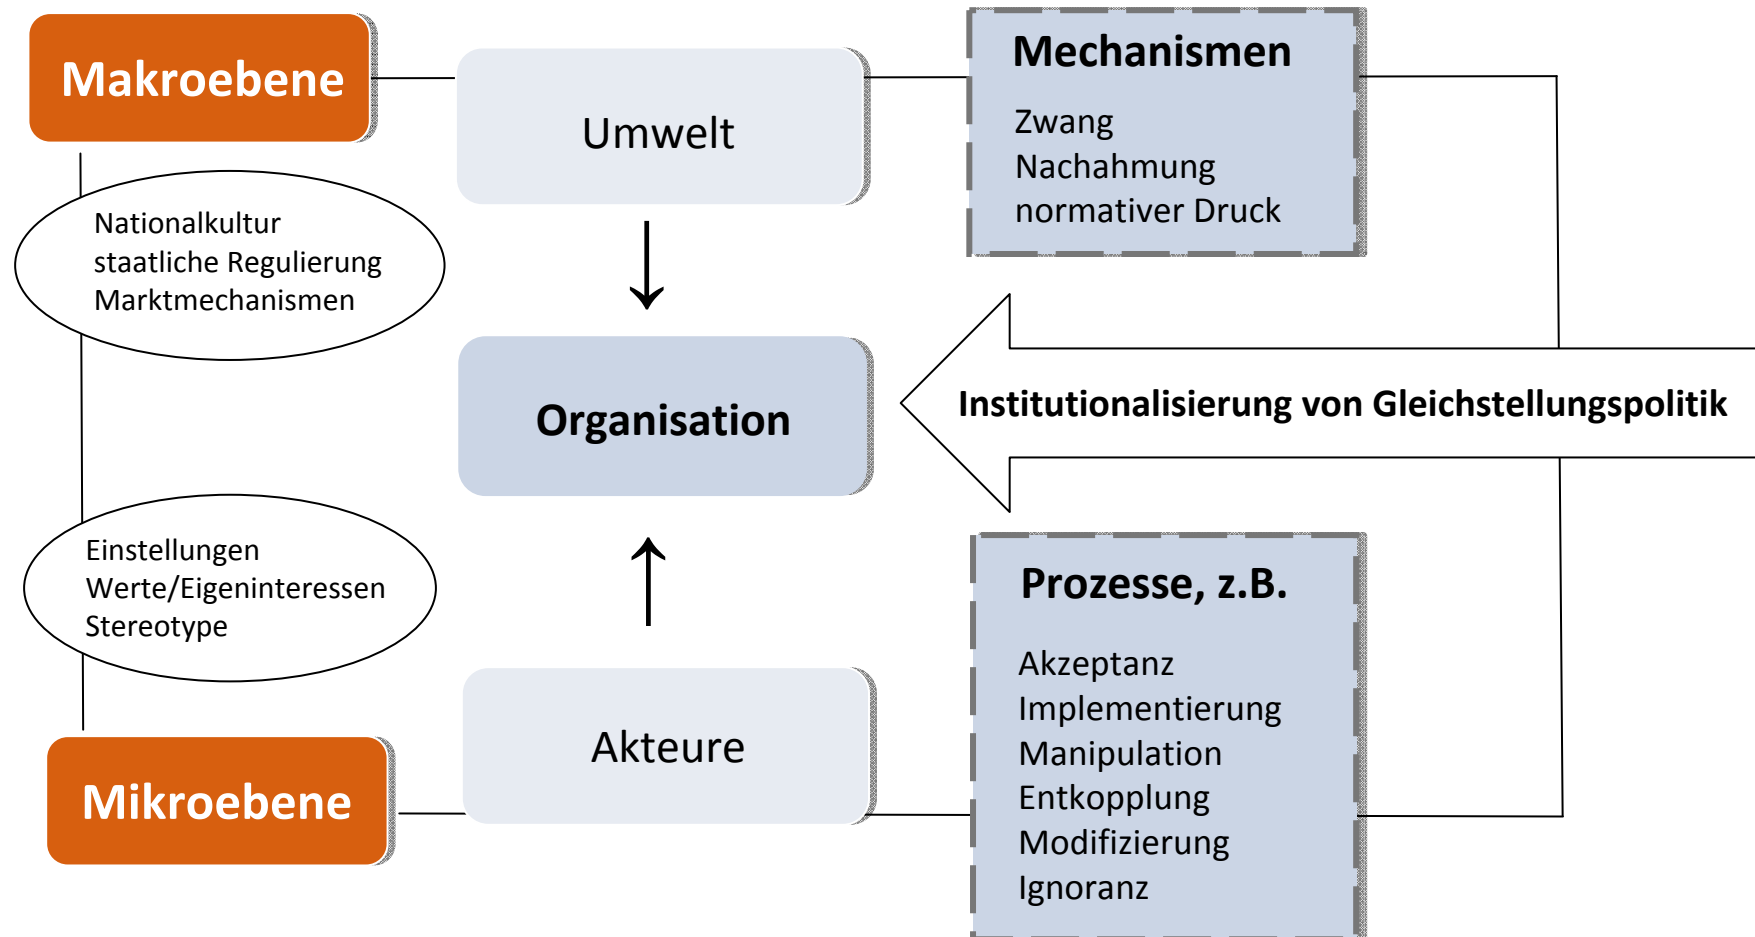 Makroebene
Umwelt
Mechanismen
Zwang
Nachahmung
normativer Druck
Nationalkultur
staatliche Regulierung
Marktmechanismen
Organisation
Institutionalisierung von Gleichstellungspolitik
Einstellungen
Werte/Eigeninteressen
Stereotype
Prozesse, z.B.
Akzeptanz
Implementierung
Manipulation
Entkopplung
Modifizierung
Ignoranz
Akteure
Mikroebene